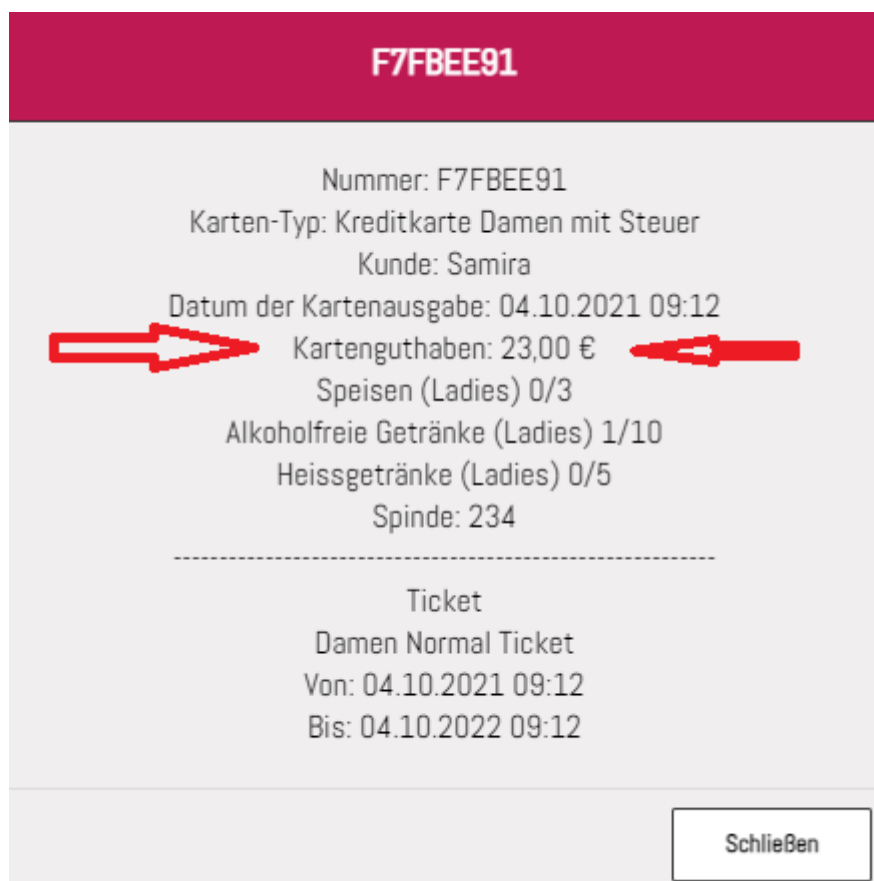 F7FBEE91
Nummer: F7FBEE91
Karten-Typ: Kreditkarte Damen mit Steuer
Kunde: Samira
Datum der Kartenausgabe: 04.10.2021 09:12
Kartenguthaben: 23,00 €
Speisen (Ladies) 0/3
Alkoholfreie Getränke (Ladies) 1/10
Heissgetränke (Ladies) 0/5
Spinde: 234
-----------------------------------------------------------
Ticket
Damen Normal Ticket
Von: 04.10.2021 09:12
Bis: 04.10.2022 09:12
Schließen